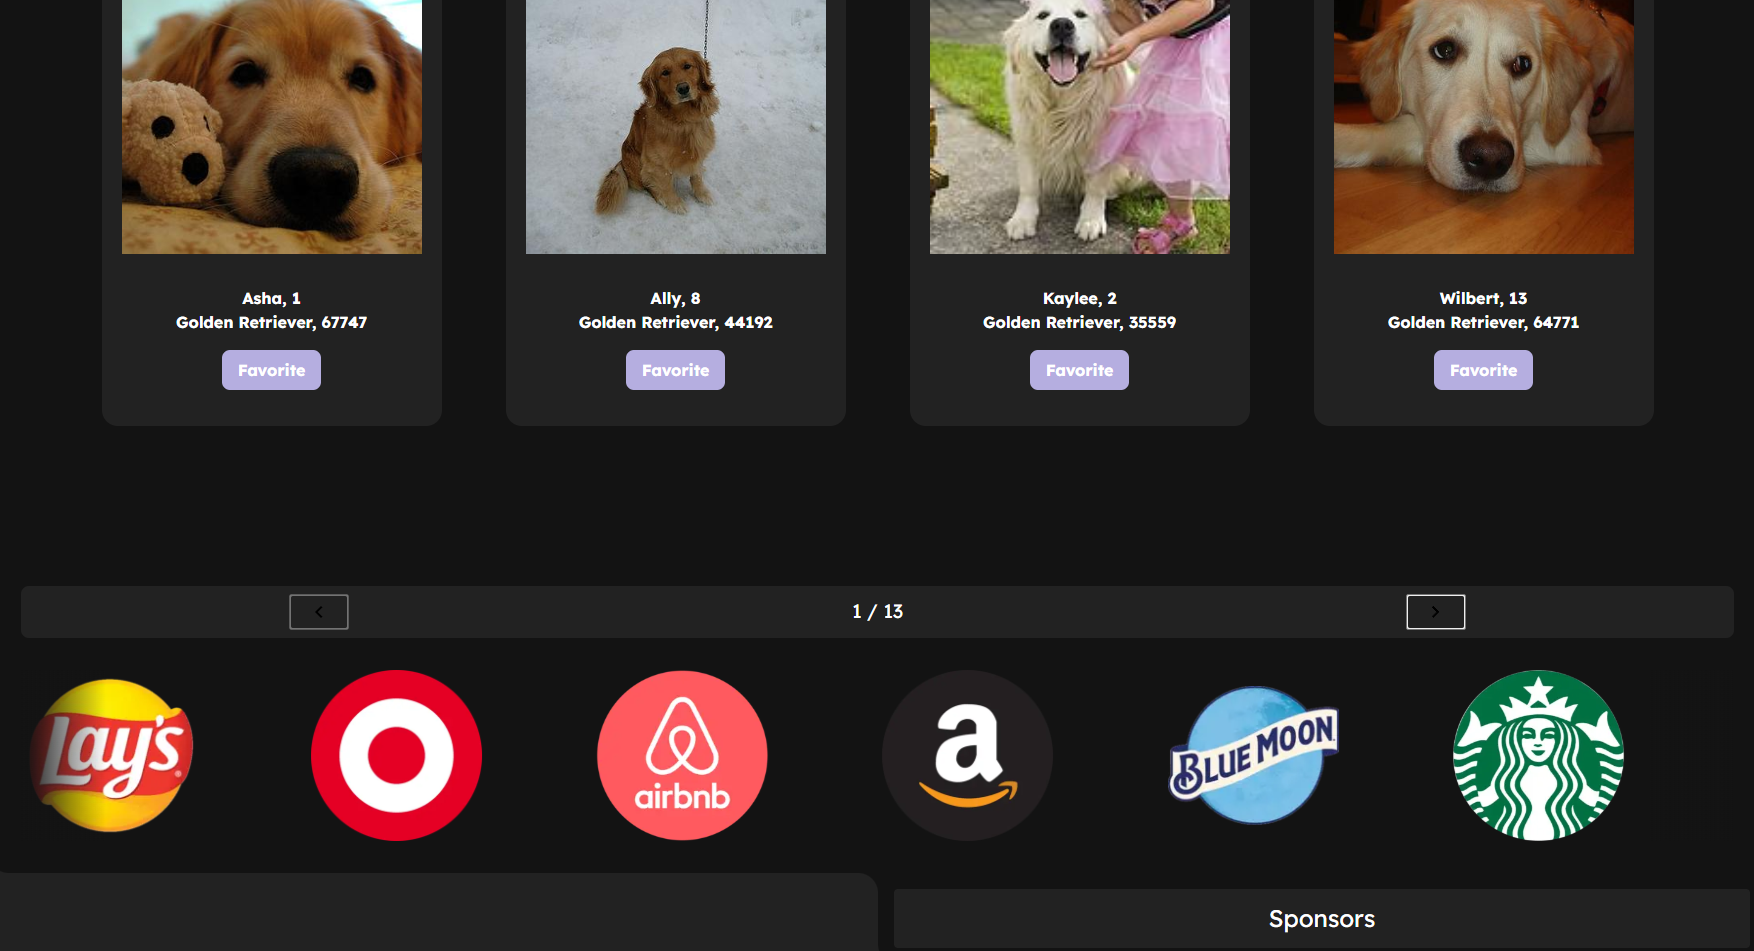 Asha, 1
Golden Retriever, 67747
Favorite
Ally, 8
Golden Retriever, 44192
Favorite
Kaylee, 2
Golden Retriever, 35559
Favorite
Wilbert, 13
Golden Retriever, 64771
Favorite
1 / 13
Lay's
airbnb
a
BLUE MOON
Sponsors